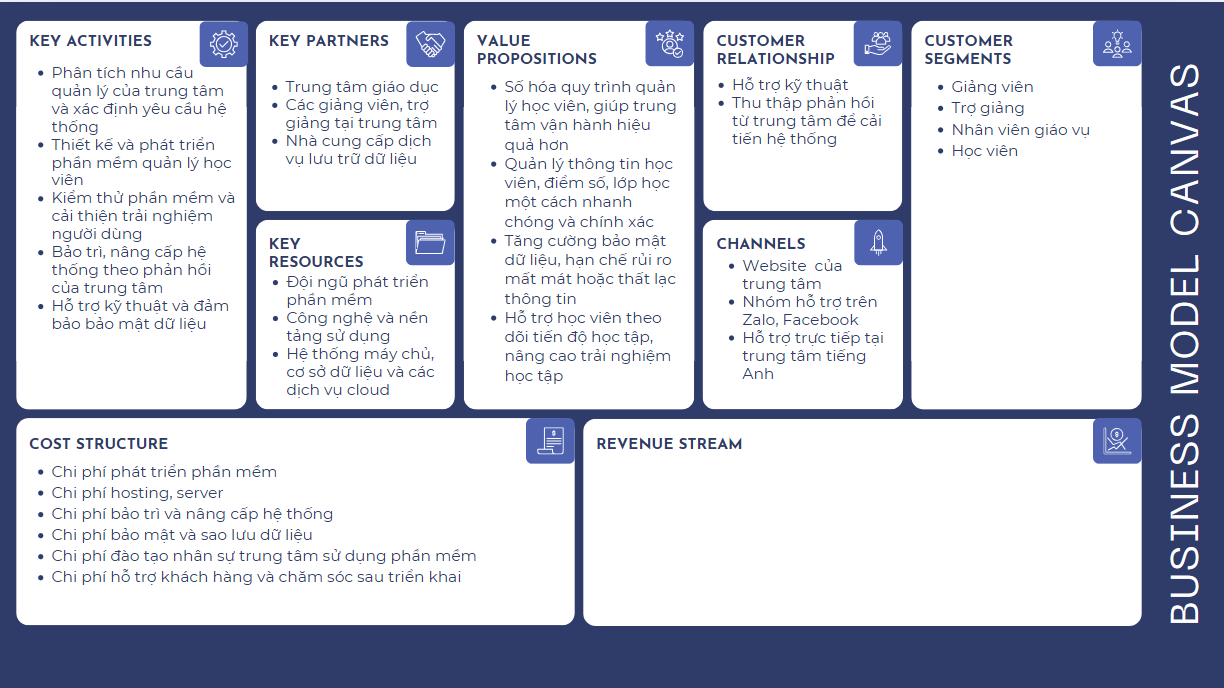 KEY ACTIVITIES
• Phân tích nhu cầu
quản lý của trung tâm
và xác định yêu cầu hệ
thống
• Thiết kế và phát triển
phần mềm quản lý học
viên
• Kiểm thử phần mềm và
cải thiện trải nghiệm
người dùng
• Bảo trì, nâng cấp hệ
thống theo phản hồi
của trung tâm
• Hỗ trợ kỹ thuật và đảm
bảo bảo mật dữ liệu
KEY PARTNERS
• Trung tâm giáo dục
• Các giảng viên, trợ
giảng tại trung tâm
• Nhà cung cấp dịch
vụ lưu trữ dữ liệu
KEY
RESOURCES
• Đội ngũ phát triển
phần mềm
• Công nghệ và nền
tảng sử dụng
• Hệ thống máy chủ,
cơ sở dữ liệu và các
dịch vụ cloud
VALUE
PROPOSITIONS
• Số hóa quy trình quản
lý học viên, giúp trung
tâm vận hành hiệu
quả hơn
• Quản lý thông tin học
viên, điểm số, lớp học
một cách nhanh
chóng và chính xác
• Tăng cường bảo mật
dữ liệu, hạn chế rủi ro
mất mát hoặc thất lạc
thông tin
• Hỗ trợ học viên theo
dõi tiến độ học tập,
nâng cao trải nghiệm
học tập
CUSTOMER
RELATIONSHIP
• Hỗ trợ kỹ thuật
• Thu thập phản hồi
từ trung tâm để cải
tiến hệ thống
CHANNELS
• Website của
trung tâm
• Nhóm hỗ trợ trên
Zalo, Facebook
• Hỗ trợ trực tiếp tại
trung tâm tiếng
Anh
CUSTOMER
SEGMENTS
• Giảng viên
• Trợ giảng
• Nhân viên giáo vụ
• Học viên
COST STRUCTURE
• Chi phí phát triển phần mềm
• Chi phí hosting, server
• Chi phí bảo trì và nâng cấp hệ thống
• Chi phí bảo mật và sao lưu dữ liệu
• Chi phí đào tạo nhân sự trung tâm sử dụng phần mềm
• Chi phí hỗ trợ khách hàng và chăm sóc sau triển khai
REVENUE STREAM
BUSINESS MODEL CANVAS